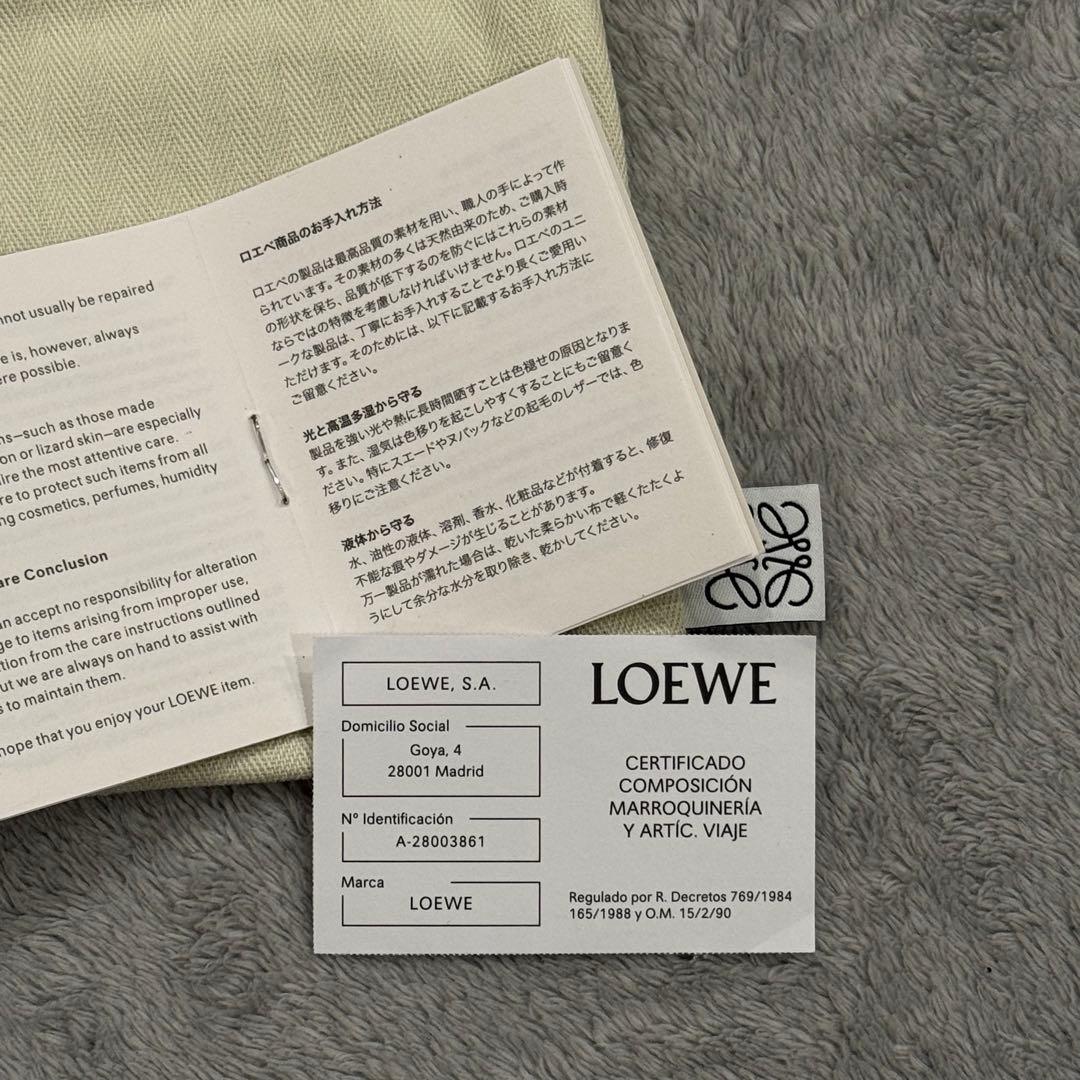 nnot usually be repaired
e is, however, always
ere possible.
ns—such as those made
on or lizard skin—are especially
ire the most attentive care.
re to protect such items from all
ng cosmetics, perfumes, humidity
are Conclusion
an accept no responsibility for alteration
ge to items arising from improper use,
tion from the care instructions outlined
ut we are always on hand to assist with
s to maintain them.
hope that you enjoy your LOEWE item.
ロエベ商品のお手入れ方法
ロエベの製品は最高品質の素材を用い、職人の手によって作
られています。その素材の多くは天然由来のため、ご購入時
の形状を保ち、品質が低下するのを防ぐにはこれらの素材
ならではの特徴を考慮しなければいけません。ロエベのユニ
ークな製品は、丁寧にお手入れすることでより長くご愛用い
ただけます。そのためには、以下に記載するお手入れ方法に
ご留意ください。
光と高温多湿から守る
製品を強い光や熱に長時間晒すことは色褪せの原因となりま
す。また、湿気は色移りを起こしやすくすることにもご留意く
ださい。特にスエードやヌバックなどの起毛のレザーでは、色
移りにご注意ください。
液体から守る
水、油性の液体、溶剤、香水、化粧品などが付着すると、修復
不能な痕やダメージが生じることがあります。
万一製品が濡れた場合は、乾いた柔らかい布で軽くたたくよ
うにして余分な水分を取り除き、乾かしてください。
LOEWE, S.A.
Domicilio Social
Goya, 4
28001 Madrid
Nº Identificación
A-28003861
Marca
LOEWE
LOEWE
CERTIFICADO
COMPOSICIÓN
MARROQUINERÍA
Y ARTÍC. VIAJE
Regulado por R. Decretos 769/1984
165/1988 y O.M. 15/2/90